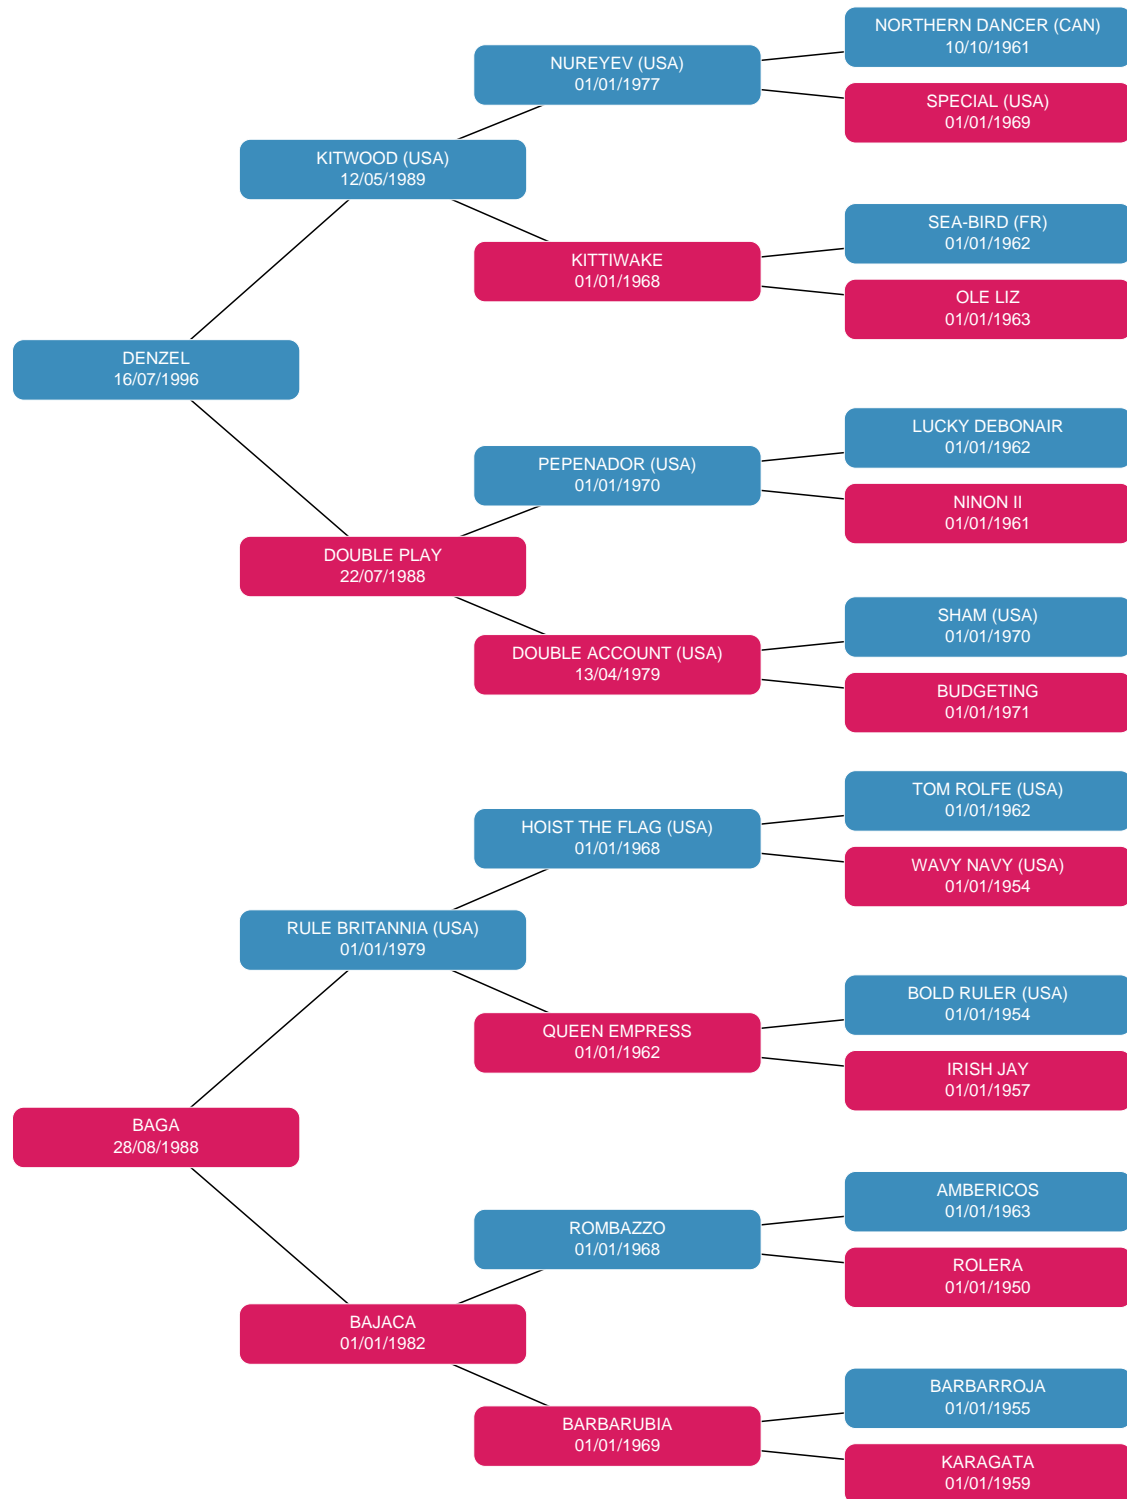 NORTHERN DANCER (CAN)
10/10/1961
NUREYEV (USA)
01/01/1977
SPECIAL (USA)
01/01/1969
KITWOOD (USA)
12/05/1989
SEA-BIRD (FR)
01/01/1962
KITTIWAKE
01/01/1968
OLE LIZ
01/01/1963
DENZEL
16/07/1996
LUCKY DEBONAIR
01/01/1962
PEPENADOR (USA)
01/01/1970
NINON II
01/01/1961
DOUBLE PLAY
22/07/1988
SHAM (USA)
01/01/1970
DOUBLE ACCOUNT (USA)
13/04/1979
BUDGETING
01/01/1971
TOM ROLFE (USA)
01/01/1962
HOIST THE FLAG (USA)
01/01/1968
WAVY NAVY (USA)
01/01/1954
RULE BRITANNIA (USA)
01/01/1979
BOLD RULER (USA)
01/01/1954
QUEEN EMPRESS
01/01/1962
IRISH JAY
01/01/1957
BAGA
28/08/1988
AMBERICOS
01/01/1963
ROMBAZZO
01/01/1968
ROLERA
01/01/1950
BAJACA
01/01/1982
BARBARROJA
01/01/1955
BARBARUBIA
01/01/1969
KARAGATA
01/01/1959